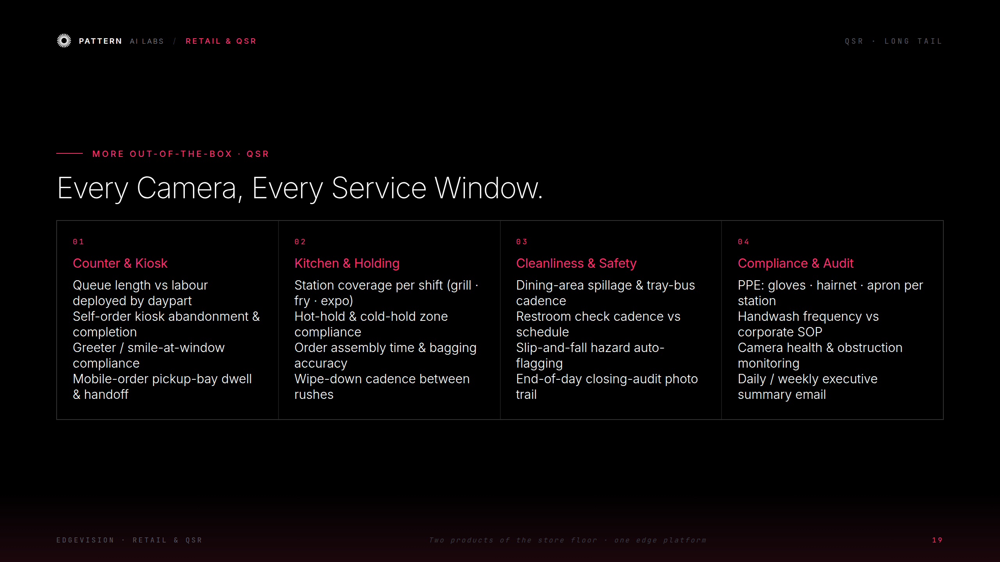 PATTERN AI LABS / RETAIL & QSR
QSR · LONG TAIL
MORE OUT-OF-THE-BOX · QSR
Every Camera, Every Service Window.
01
Counter & Kiosk
Queue length vs labour
deployed by daypart
Self-order kiosk abandonment &
completion
Greeter / smile-at-window
compliance
Mobile-order pickup-bay dwell
& handoff
02
Kitchen & Holding
Station coverage per shift (grill ·
fry · expo)
Hot-hold & cold-hold zone
compliance
Order assembly time & bagging
accuracy
Wipe-down cadence between
rushes
03
Cleanliness & Safety
Dining-area spillage & tray-bus
cadence
Restroom check cadence vs
schedule
Slip-and-fall hazard auto-
flagging
End-of-day closing-audit photo
trail
04
Compliance & Audit
PPE: gloves · hairnet · apron per
station
Handwash frequency vs
corporate SOP
Camera health & obstruction
monitoring
Daily / weekly executive
summary email
EDGEVISION · RETAIL & QSR
Two products of the store floor · one edge platform
19